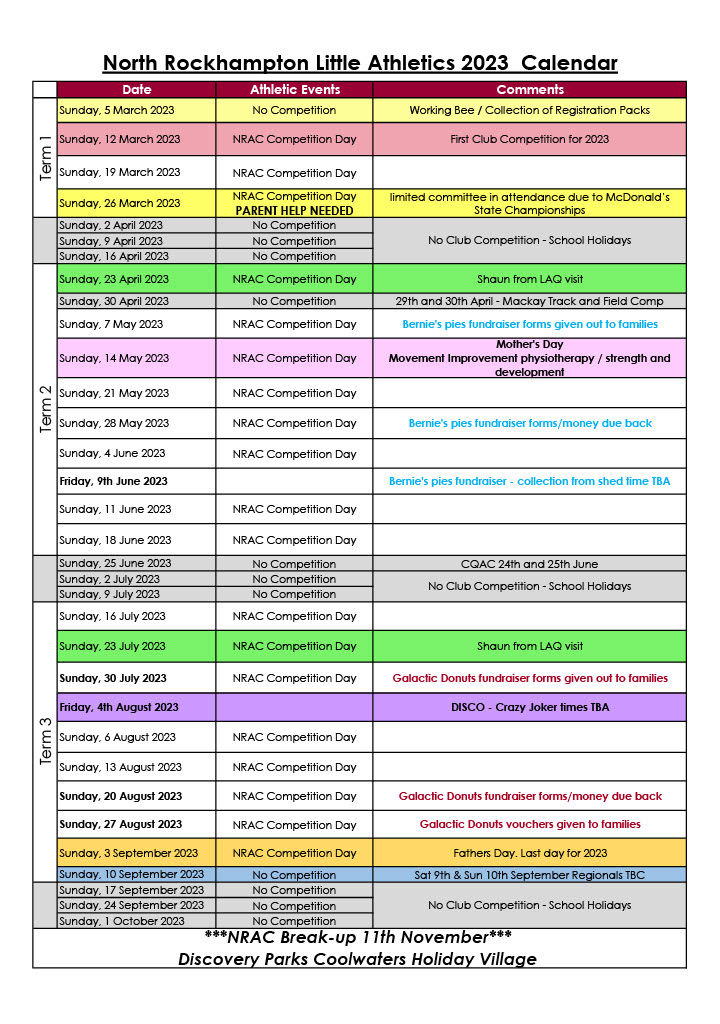 North Rockhampton Little Athletics 2023  Calendar
Date Athletic Events Comments
Term 1
Sunday, 5 March 2023 No Competition Working Bee / Collection of Registration Packs
Sunday, 12 March 2023 NRAC Competition Day First Club Competition for 2023
Sunday, 19 March 2023 NRAC Competition Day
Sunday, 26 March 2023 NRAC Competition Day limited committee in attendance due to McDonald's
PARENT HELP NEEDED State Championships
Sunday, 2 April 2023 No Competition
Sunday, 9 April 2023 No Competition No Club Competition - School Holidays
Sunday, 16 April 2023 No Competition
Term 2
Sunday, 23 April 2023 NRAC Competition Day Shaun from LAQ visit
Sunday, 30 April 2023 No Competition 29th and 30th April - Mackay Track and Field Comp
Sunday, 7 May 2023 NRAC Competition Day Bernie's pies fundraiser forms given out to families
Mother's Day
Sunday, 14 May 2023 NRAC Competition Day Movement Improvement physiotherapy / strength and
development
Sunday, 21 May 2023 NRAC Competition Day
Sunday, 28 May 2023 NRAC Competition Day Bernie's pies fundraiser forms/money due back
Sunday, 4 June 2023 NRAC Competition Day
Friday, 9th June 2023 Bernie's pies fundraiser - collection from shed time TBA
Sunday, 11 June 2023 NRAC Competition Day
Sunday, 18 June 2023 NRAC Competition Day
Sunday, 25 June 2023 No Competition CQAC 24th and 25th June
Sunday, 2 July 2023 No Competition No Club Competition - School Holidays
Sunday, 9 July 2023 No Competition
Term 3
Sunday, 16 July 2023 NRAC Competition Day
Sunday, 23 July 2023 NRAC Competition Day Shaun from LAQ visit
Sunday, 30 July 2023 NRAC Competition Day Galactic Donuts fundraiser forms given out to families
Friday, 4th August 2023 DISCO - Crazy Joker times TBA
Sunday, 6 August 2023 NRAC Competition Day
Sunday, 13 August 2023 NRAC Competition Day
Sunday, 20 August 2023 NRAC Competition Day Galactic Donuts fundraiser forms/money due back
Sunday, 27 August 2023 NRAC Competition Day Galactic Donuts vouchers given to families
Sunday, 3 September 2023 NRAC Competition Day Fathers Day. Last day for 2023
Sunday, 10 September 2023 No Competition Sat 9th & Sun 10th September Regionals TBC
Sunday, 17 September 2023 No Competition
Sunday, 24 September 2023 No Competition No Club Competition - School Holidays
Sunday, 1 October 2023 No Competition
***NRAC Break-up 11th November***
Discovery Parks Coolwaters Holiday Village